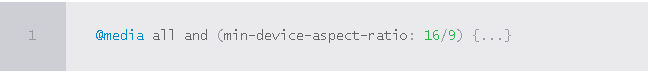 1 @media all and (min-device-aspect-ratio: 16/9) {...}